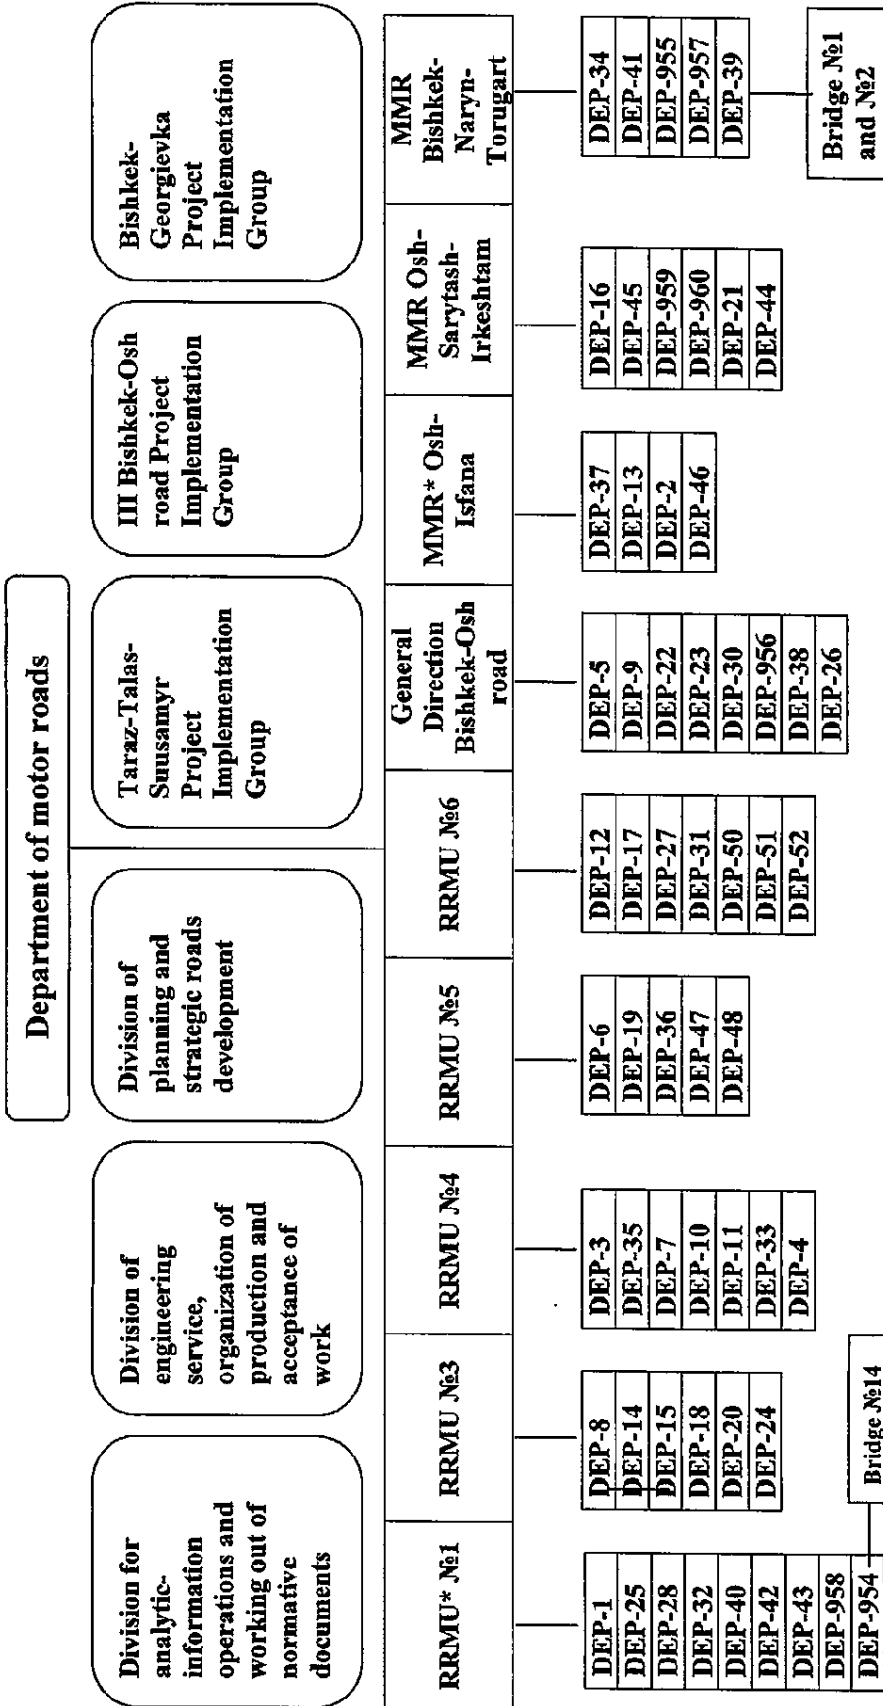 Department of motor roads
Division for
analytic-
information
operations and
working out of
normative
documents
Division of
engineering
service,
organization of
production and
acceptance of
work
Division of
planning and
strategic roads
development
Taraz-Talas-
Suusamyr
Project
Implementation
Group
III Bishkek-Osh
road Project
Implementation
Group
Bishkek-
Georgievka
Project
Implementation
Group
RRMU* №1
RRMU №3
RRMU №4
RRMU №5
RRMU №6
General
Direction
Bishkek–Osh
road
MMR* Osh-
Isfana
MMR Osh-
Sarytash-
Irkeshtam
MMR
Bishkek-
Naryn-
Torugart
DEP-1
DEP-25
DEP-28
DEP-32
DEP-40
DEP-42
DEP-43
DEP-958
DEP-954
Bridge №14
DEP-8
DEP-14
DEP-15
DEP-18
DEP-20
DEP-24
DEP-3
DEP-35
DEP-7
DEP-10
DEP-11
DEP-33
DEP-4
DEP-6
DEP-19
DEP-36
DEP-47
DEP-48
DEP-12
DEP-17
DEP-27
DEP-31
DEP-50
DEP-51
DEP-52
DEP-5
DEP-9
DEP-22
DEP-23
DEP-30
DEP-956
DEP-38
DEP-26
DEP-37
DEP-13
DEP-2
DEP-46
DEP-16
DEP-45
DEP-959
DEP-960
DEP-21
DEP-44
DEP-34
DEP-41
DEP-955
DEP-957
DEP-39
Bridge №1
and №2